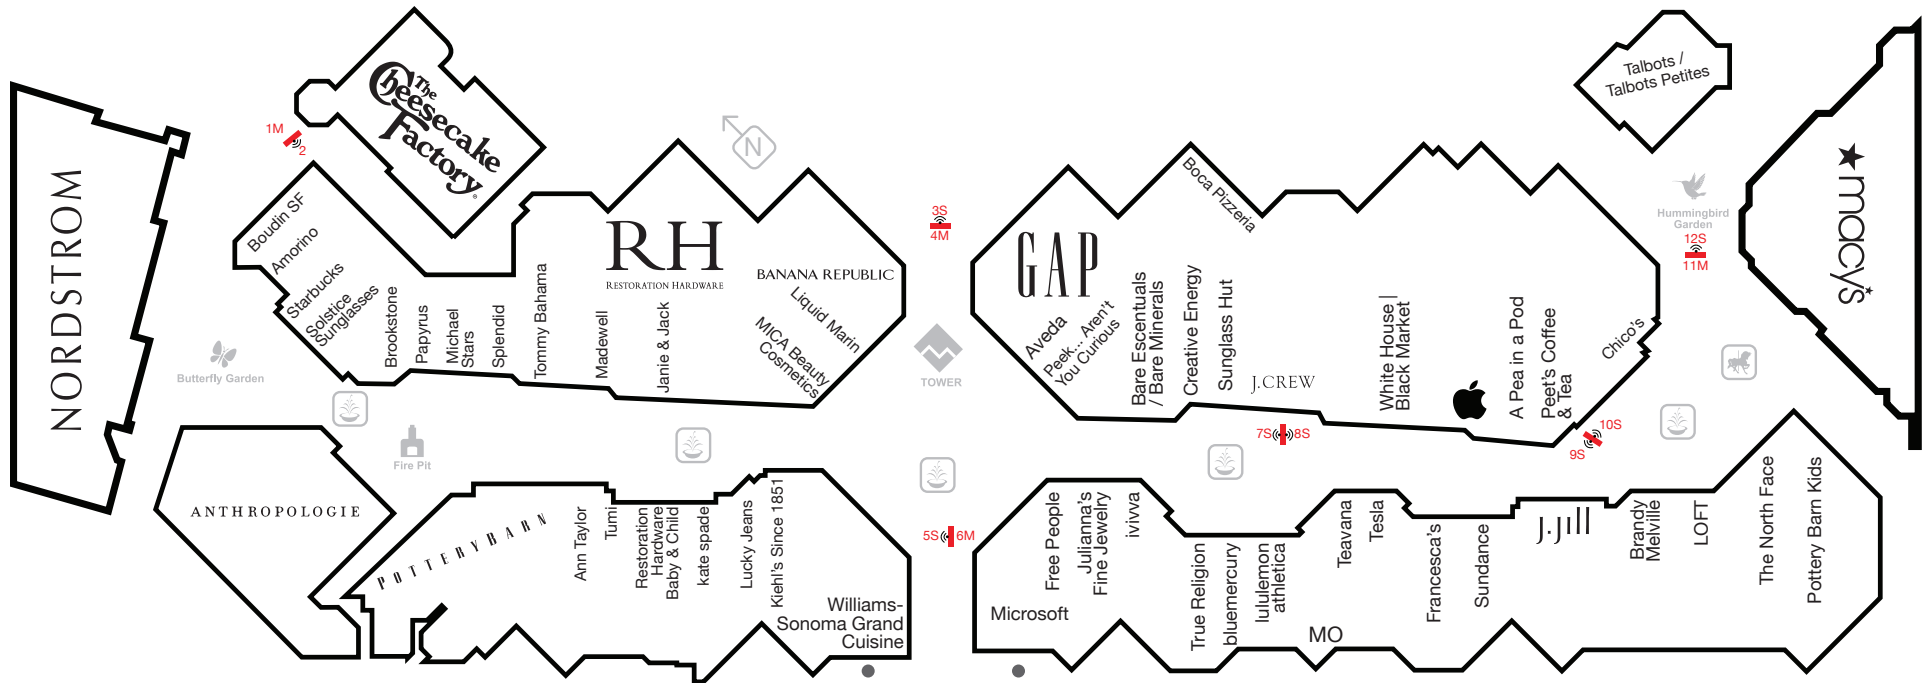 NORDSTROM
The
Cheesecake
Factory
®
1M
2
N
Boudin SF
Amorino
Starbucks
Solstice
Sunglasses
Brookstone
Papyrus
Michael
Stars
Splendid
Tommy Bahama
RH
RESTORATION HARDWARE
Madewell
Janie & Jack
BANANA REPUBLIC
Liquid Marin
MICA Beauty
Cosmetics
3S
4M
TOWER
GAP
Aveda
Peek... Aren't
You Curious
Bare Escentuals
/ Bare Minerals
Boca Pizzeria
Creative Energy
Sunglass Hut
J.CREW
White House|
Black Market
A Pea in a Pod
Peet's Coffee
& Tea
Chico's
Talbots /
Talbots Petites
Hummingbird
Garden
12S
11M
macy's
Butterfly Garden
Fire Pit
7S
8S
10S
9S
ANTHROPOLOGIE
POTTERYBARN
Ann Taylor
Tumi
Restoration
Hardware
Baby & Child
kate spade
Lucky Jeans
Kiehl's Since 1851
Williams-
Sonoma Grand
Cuisine
5S
6M
Microsoft
Free People
Julianna's
Fine Jewelry
ivivva
True Religion
bluemercury
lululemon
athletica
MO
Teavana
Tesla
Francesca's
Sundance
J.Jill
Brandy
Melville
LOFT
The North Face
Pottery Barn Kids